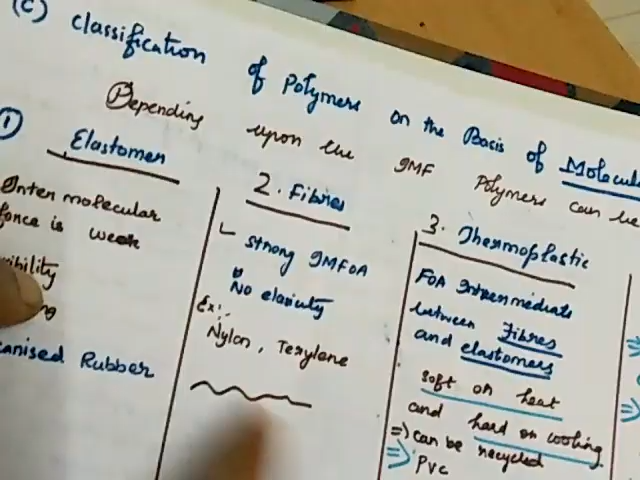 (C) Classification of Polymers on the Basis of
Depending upon the IMF Polymers can be
1
Elastomer
Inter molecular
force is weak
Rubber
2. Fibres
Strong IMFOA
No elasticity
Ex:-
Nylon, Terylene
3. Thermoplastic
FOA Intermediate
between Fibres
and elastomers
soft on heat
and hard on cooling
=) can be recycled
=) PVC